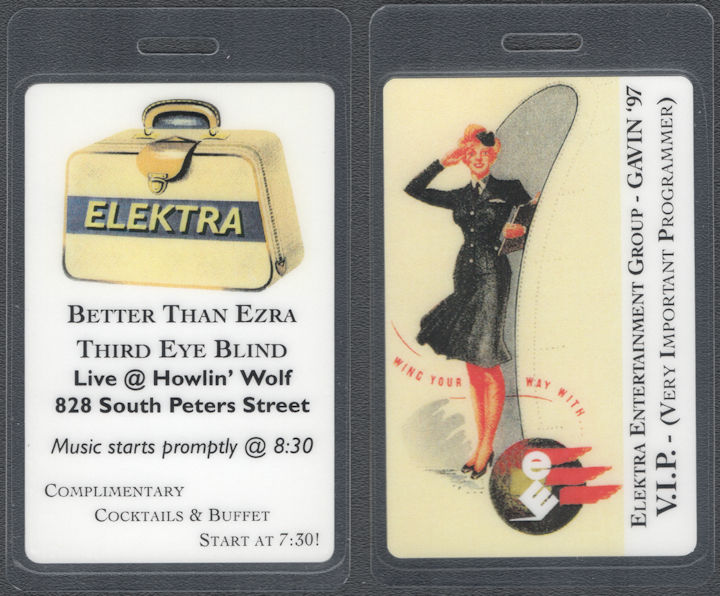 ELEKTRA
BETTER THAN EZRA
THIRD EYE BLIND
Live @ Howlin' Wolf
828 South Peters Street
Music starts promptly @ 8:30
COMPLIMENTARY
COCKTAILS & BUFFET
START AT 7:30!
WING YOUR WAY WITH
e
E
ELEKTRA ENTERTAINMENT GROUP - GAVIN '97
V.I.P. - (VERY IMPORTANT PROGRAMMER)